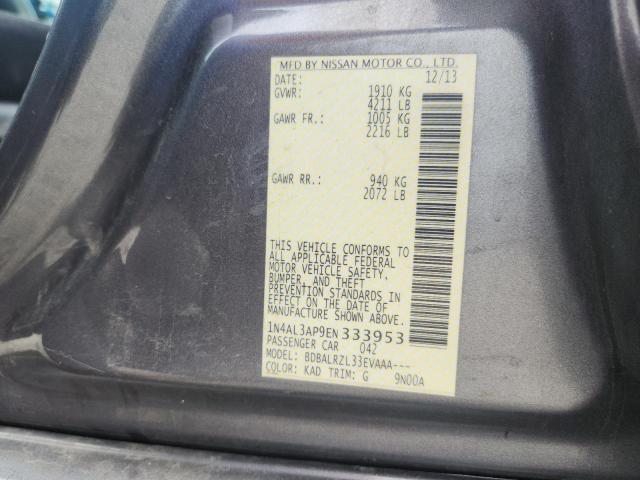 MFD BY NISSAN MOTOR CO., LTD.
DATE: 12/13
GVWR: 1910 KG
4211 LB
GAWR FR.: 1005 KG
2216 LB
GAWR RR.: 940 KG
2072 LB
THIS VEHICLE CONFORMS TO
ALL APPLICABLE FEDERAL
MOTOR VEHICLE SAFETY,
BUMPER, AND THEFT
PREVENTION STANDARDS IN
EFFECT ON THE DATE OF
MANUFACTURE SHOWN ABOVE.
1N4AL3AP9EN 333953
PASSENGER CAR 042
MODEL: BDBALRZL33EVAAA---
COLOR: KAD TRIM: G 9N00A